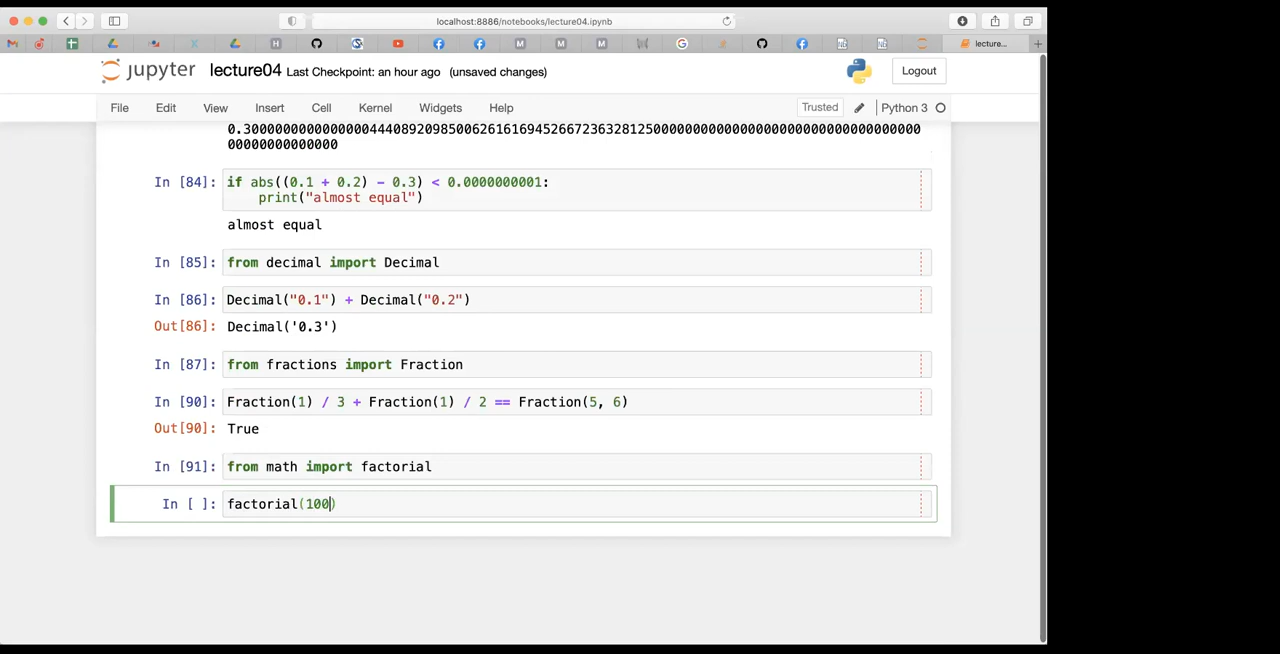 localhost:8886/notebooks/lecture04.ipynb
lecture...
jupyter lecture04 Last Checkpoint: an hour ago (unsaved changes)
Logout
File Edit View Insert Cell Kernel Widgets Help Trusted Python 3
00000000000000
In [84]: if abs((0.1 + 0.2) - 0.3) < 0.0000000001:
print("almost equal")
almost equal
In [85]: from decimal import Decimal
In [86]: Decimal("0.1") + Decimal("0.2")
Out[86]: Decimal('0.3')
In [87]: from fractions import Fraction
In [90]: Fraction(1) / 3 + Fraction(1) / 2 == Fraction(5, 6)
Out[90]: True
In [91]: from math import factorial
In [ ]: factorial(100)